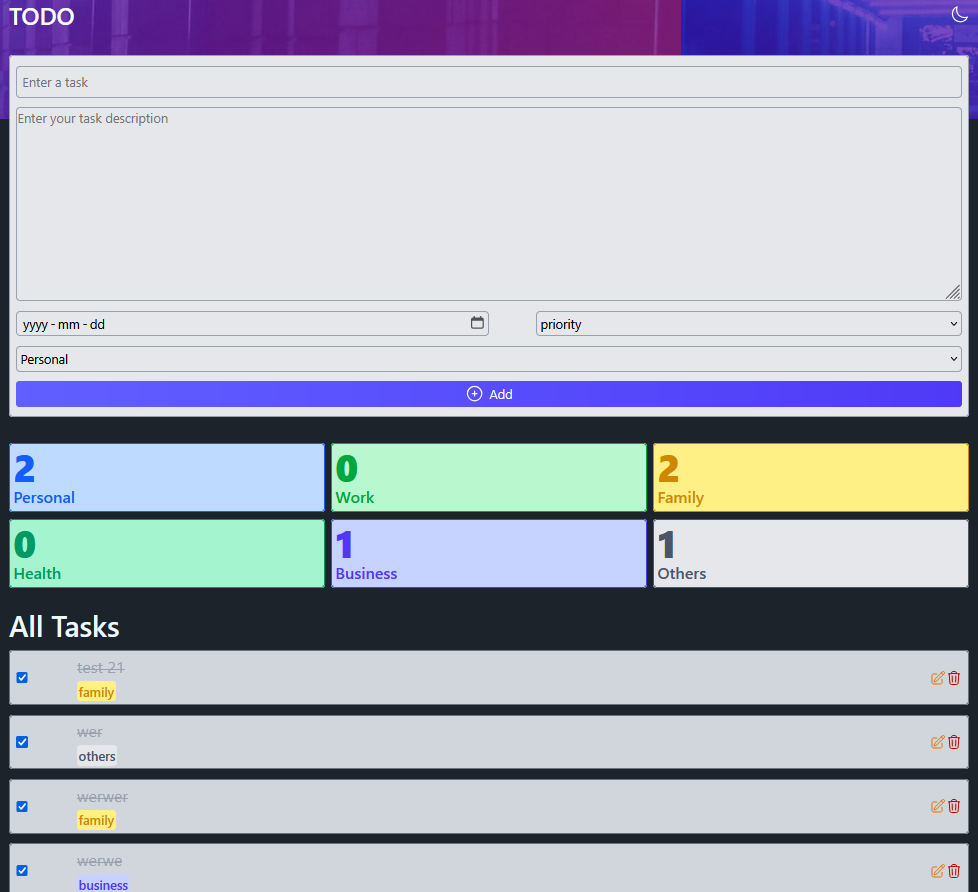 TODO
Enter a task
Enter your task description
yyyy - mm - dd
priority
Personal
Add
2
Personal
0
Work
2
Family
0
Health
1
Business
1
Others
All Tasks
test 21
family
wer
others
werwer
family
werwe
business